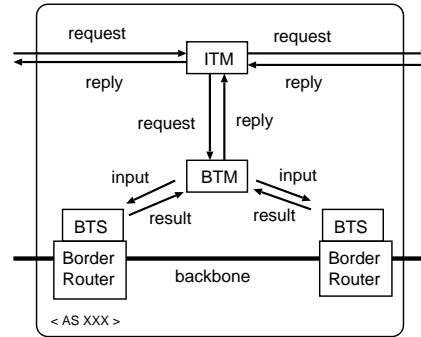 request
request
ITM
reply
reply
request
reply
input
BTM
input
result
result
BTS
BTS
Border
Router
backbone
Border
Router
< AS XXX >